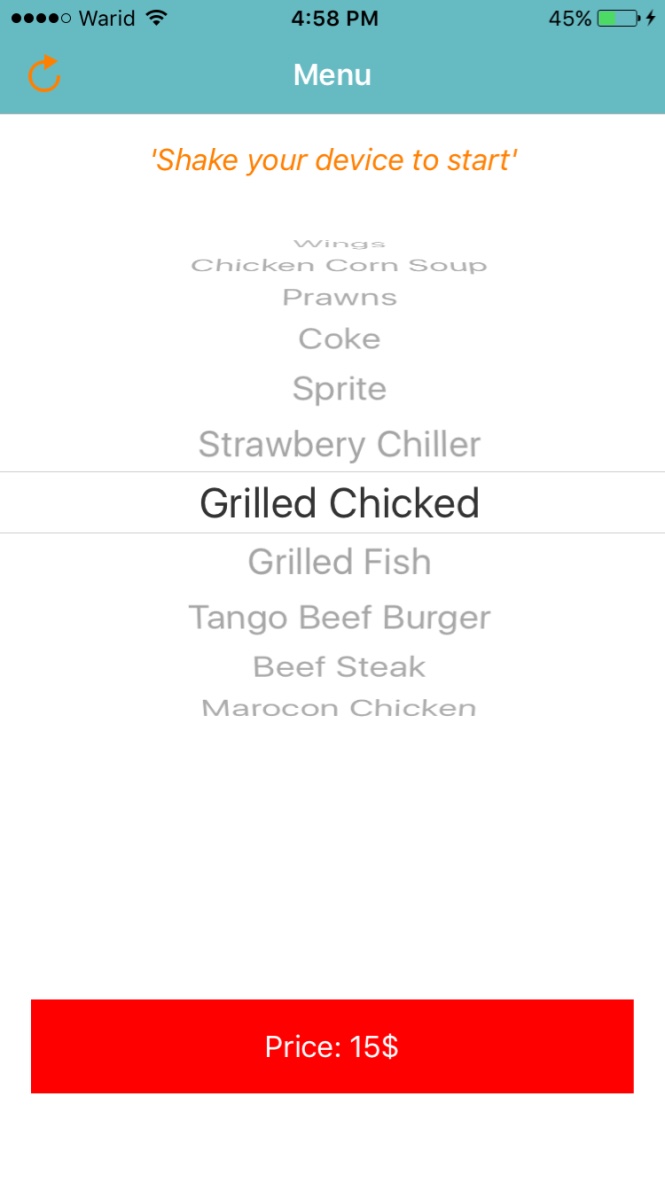 Warid 4:58 PM 45%
Menu
'Shake your device to start'
Wings
Chicken Corn Soup
Prawns
Coke
Sprite
Strawbery Chiller
Grilled Chicked
Grilled Fish
Tango Beef Burger
Beef Steak
Marocon Chicken
Price: 15$